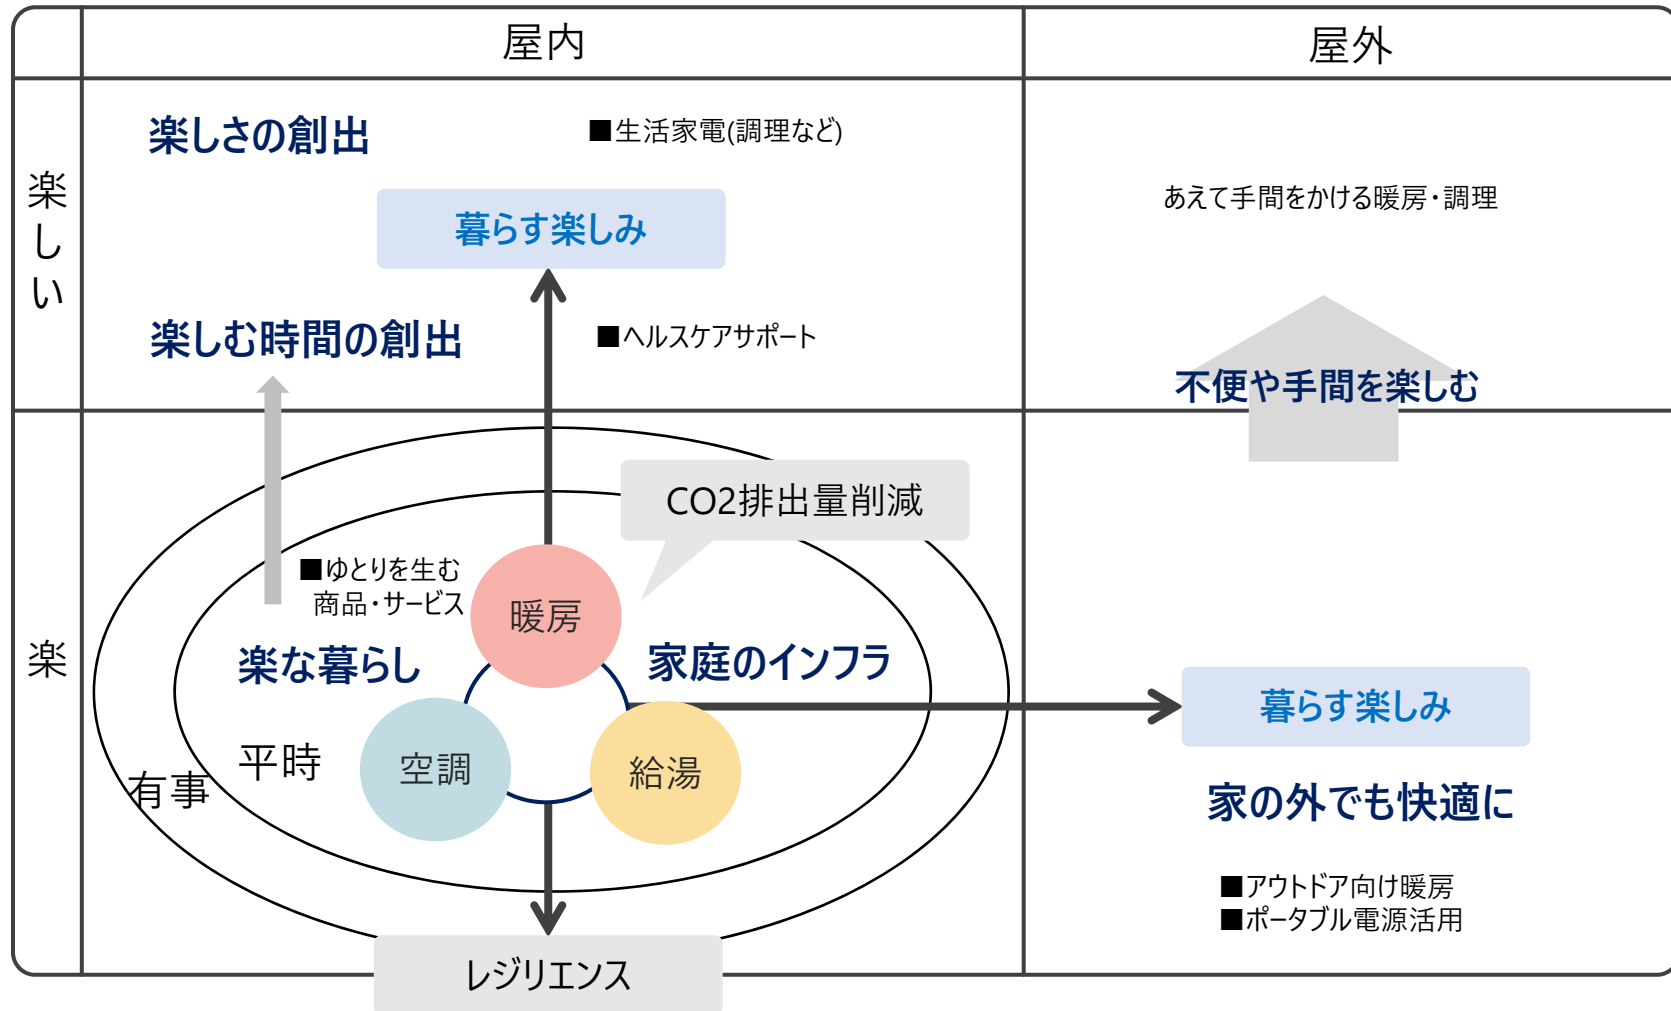 屋内
屋外
楽しい
楽しさの創出
■生活家電(調理など)
暮らす楽しみ
楽しむ時間の創出
■ヘルスケアサポート
あえて手間をかける暖房・調理
不便や手間を楽しむ
楽
CO2排出量削減
■ゆとりを生む
商品・サービス
暖房
楽な暮らし
家庭のインフラ
平時
有事
空調
給湯
レジリエンス
暮らす楽しみ
家の外でも快適に
■アウトドア向け暖房
■ポータブル電源活用